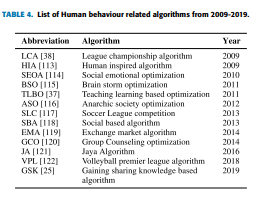 TABLE 4. List of Human behaviour related algorithms from 2009-2019.
Abbreviation Algorithm Year
LCA [38] League championship algorithm 2009
HIA [113] Human inspired algorithm 2009
SEOA [114] Social emotional optimization 2010
BSO [115] Brain storm optimization 2011
TLBO [37] Teaching learning based optimization 2011
ASO [116] Anarchic society optimization 2012
SLC [117] Soccer League competition 2013
SBA [118] Social based algorithm 2013
EMA [119] Exchange market algorithm 2014
GCO [120] Group Counseling optimization 2014
JA [121] Jaya Algorithm 2016
VPL [122] Volleyball premier league algorithm 2018
GSK [25] Gaining sharing knowledge based 2019
algorithm